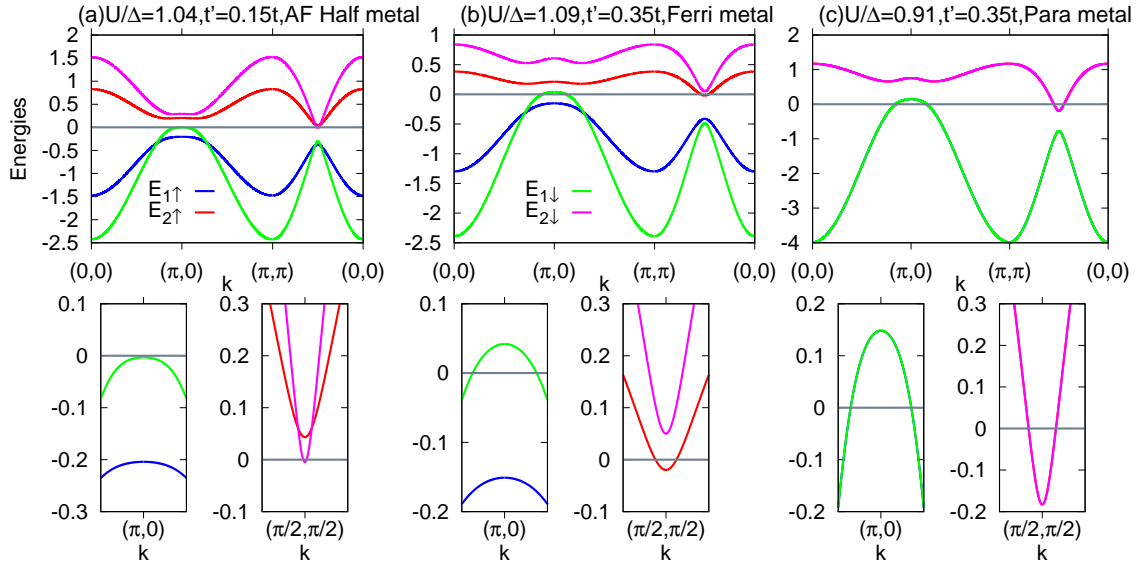 (a)U/Δ=1.04,t'=0.15t,AF Half metal
(b)U/Δ=1.09,t'=0.35t,Ferri metal
(c)U/Δ=0.91,t'=0.35t,Para metal
Energies
2
1.5
1
0.5
0
-0.5
-1
-1.5
-2
-2.5
E1↑
E2↑
(0,0) (π,0) (π,π) (0,0)
k
1
0.5
0
-0.5
-1
-1.5
-2
-2.5
E1↓
E2↓
(0,0) (π,0) (π,π) (0,0)
k
2
1
0
-1
-2
-3
-4
(0,0) (π,0) (π,π) (0,0)
k
0.1
0
-0.1
-0.2
-0.3
(π,0)
k
0.3
0.2
0.1
0
-0.1
(π/2,π/2)
k
0.1
0
-0.1
-0.2
(π,0)
k
0.3
0.2
0.1
0
-0.1
(π/2,π/2)
k
0.2
0.1
0
-0.1
-0.2
(π,0)
k
0.3
0.2
0.1
0
-0.1
-0.2
(π/2,π/2)
k